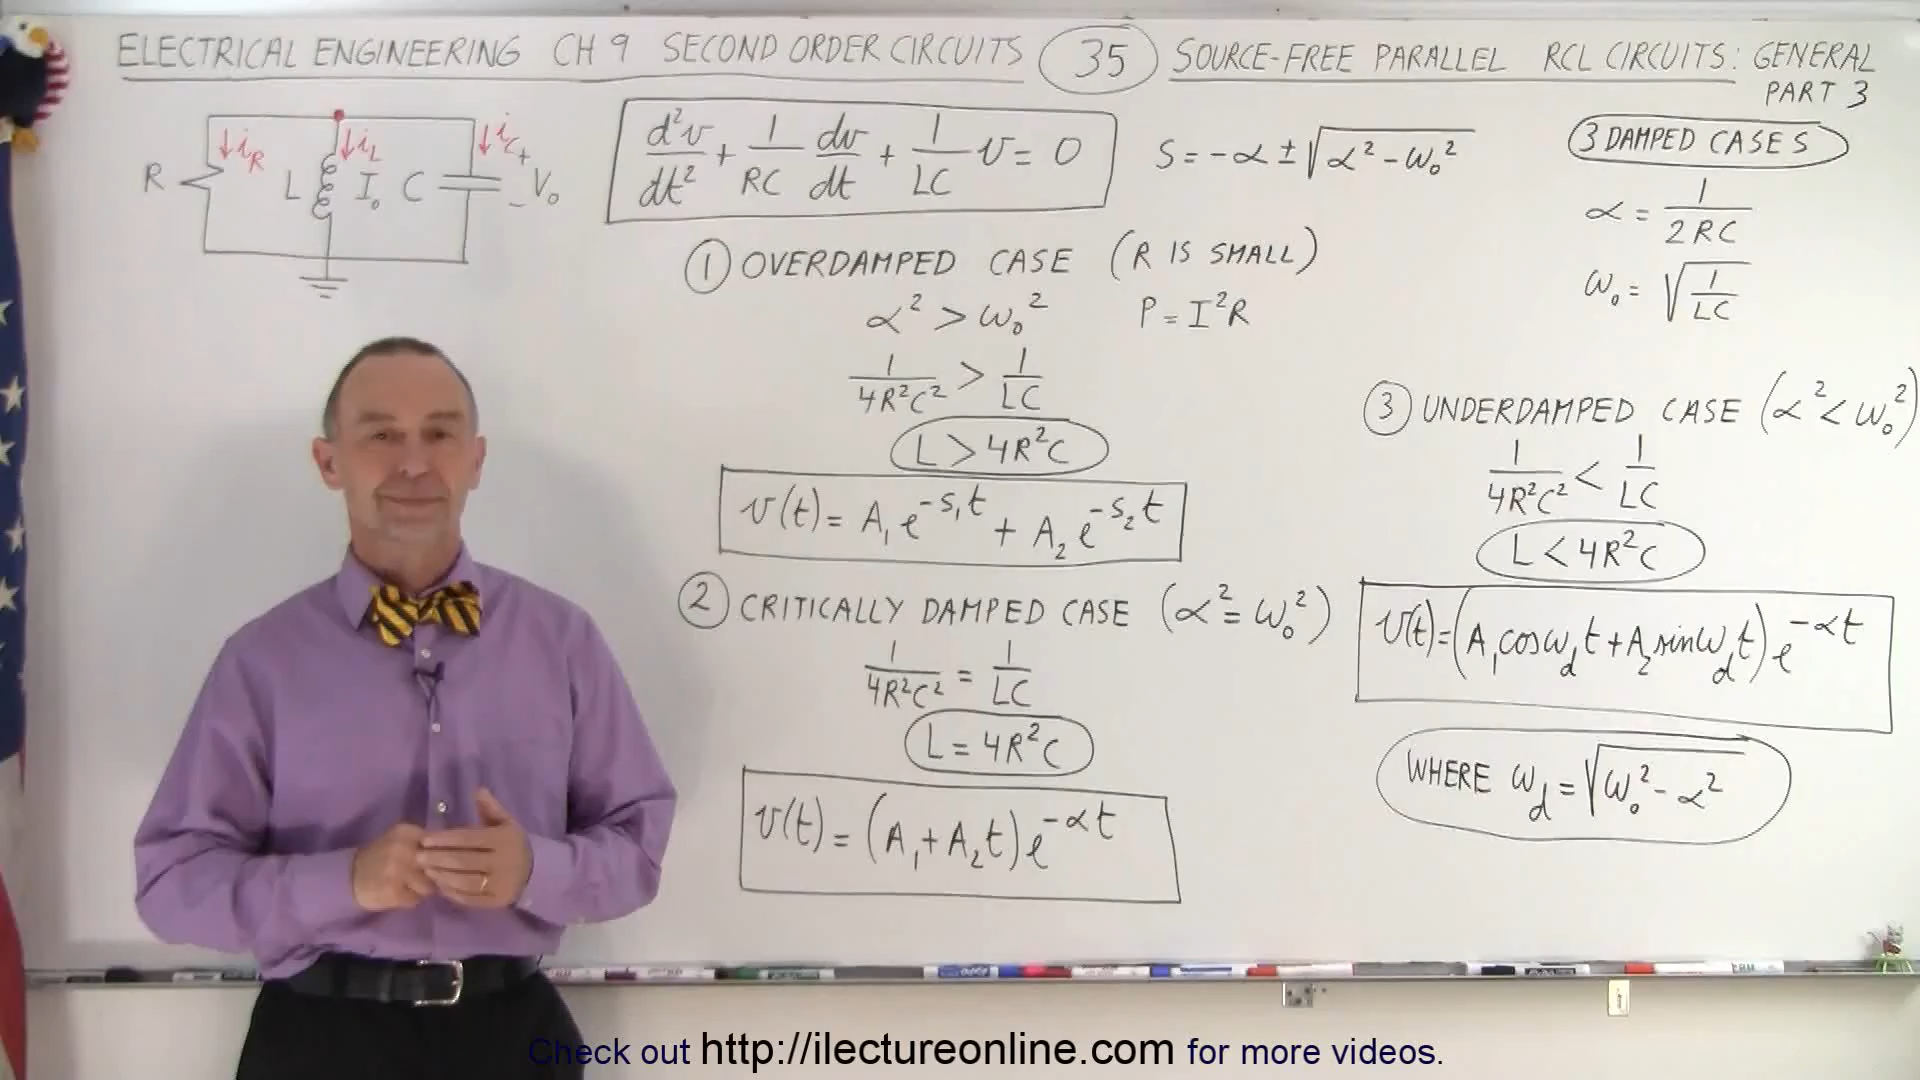 ELECTRICAL ENGINEERING CH 9 SECOND ORDER CIRCUITS 35 SOURCE-FREE PARALLEL RCL CIRCUITS: GENERAL
PART 3
R iR L iL I₀ C iC + − V₀
d²v/dt² + 1/RC dv/dt + 1/LC v = 0
S = -α ± √(α² - ω₀²)
① OVERDAMPED CASE (R IS SMALL)
α² > ω₀² P = I²R
1/4R²C² > 1/LC
L > 4R²C
v(t) = A₁e^-s₁t + A₂e^-s₂t
② CRITICALLY DAMPED CASE (α² = ω₀²)
1/4R²C² = 1/LC
L = 4R²C
v(t) = (A₁ + A₂t)e^-αt
3 DAMPED CASES
α = 1/2RC
ω₀ = √(1/LC)
③ UNDERDAMPED CASE (α² < ω₀²)
1/4R²C² < 1/LC
L < 4R²C
v(t) = (A₁cosω_d t + A₂sinω_d t)e^-αt
WHERE ω_d = √(ω₀² - α²)
Check out http://ilectureonline.com for more videos.